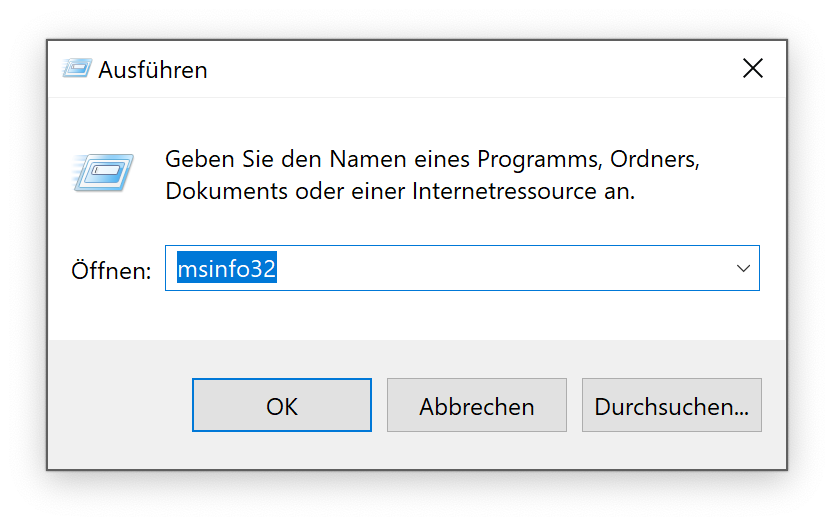 Ausführen
Geben Sie den Namen eines Programms, Ordners,
Dokuments oder einer Internetressource an.
Öffnen: msinfo32
OK Abbrechen Durchsuchen...